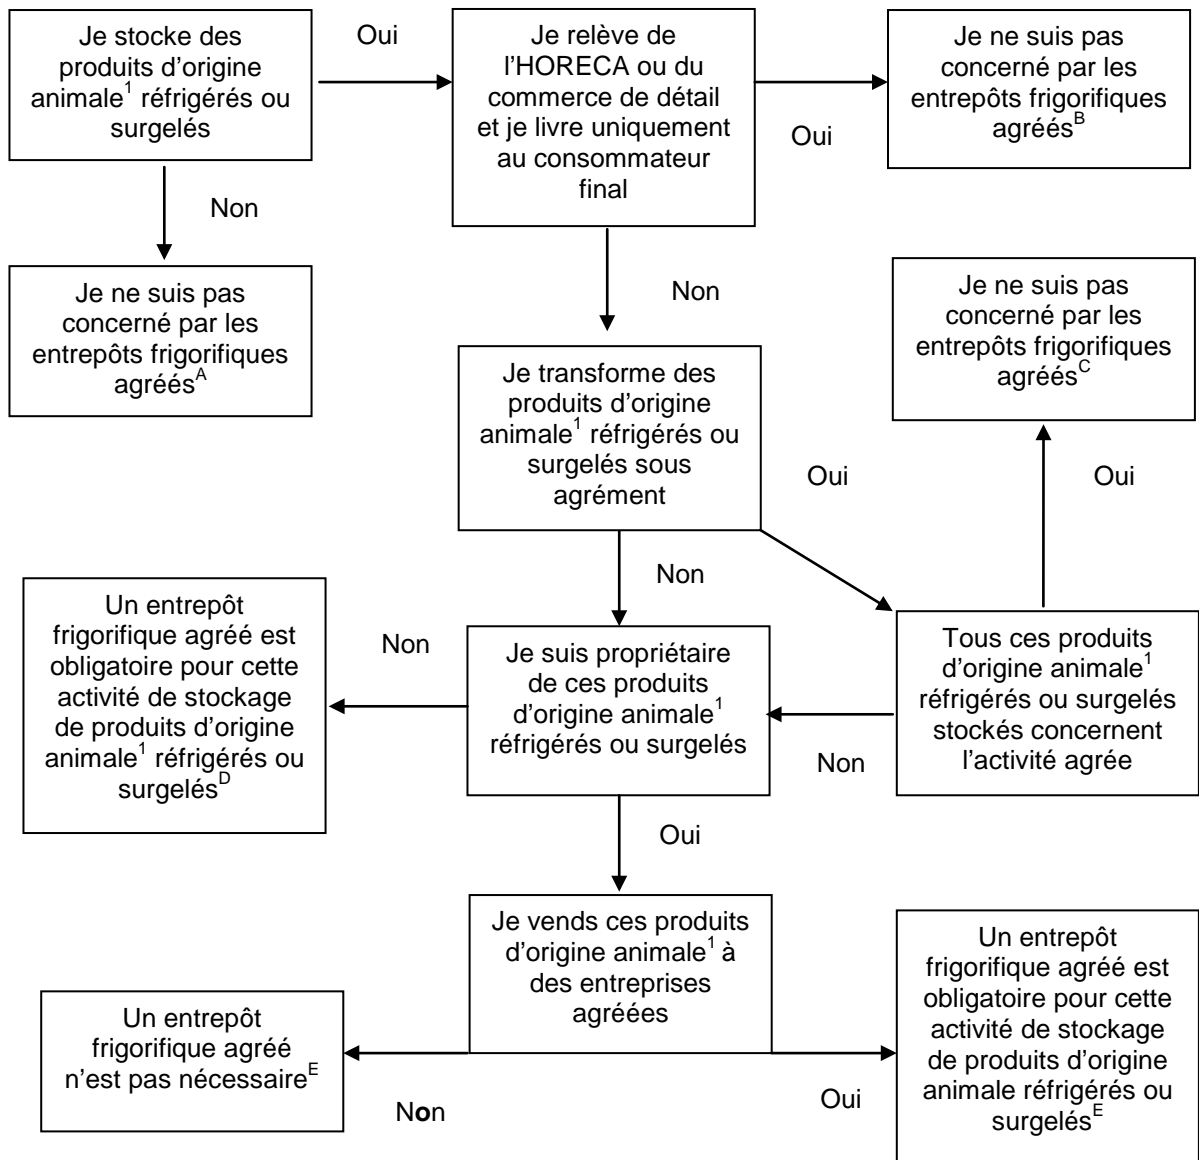 Je stocke des
produits d'origine
animale¹ réfrigérés ou
surgelés
Oui
Je relève de
l'HORECA ou du
commerce de détail
et je livre uniquement
au consommateur
final
Oui
Je ne suis pas
concerné par les
entrepôts frigorifiques
agréés^B
Non
Je ne suis pas
concerné par les
entrepôts frigorifiques
agréés^A
Non
Je ne suis pas
concerné par les
entrepôts frigorifiques
agréés^C
Je transforme des
produits d'origine
animale¹ réfrigérés ou
surgelés sous
agrément
Oui
Oui
Non
Un entrepôt
frigorifique agréé est
obligatoire pour cette
activité de stockage
de produits d'origine
animale¹ réfrigérés ou
surgelés^D
Non
Je suis propriétaire
de ces produits
d'origine animale¹
réfrigérés ou surgelés
Non
Tous ces produits
d'origine animale¹
réfrigérés ou surgelés
stockés concernent
l'activité agrée
Oui
Je vends ces produits
d'origine animale¹ à
des entreprises
agréées
Un entrepôt
frigorifique agréé
n'est pas nécessaire^E
Non
Oui
Un entrepôt
frigorifique agréé est
obligatoire pour cette
activité de stockage
de produits d'origine
animale réfrigérés ou
surgelés^E